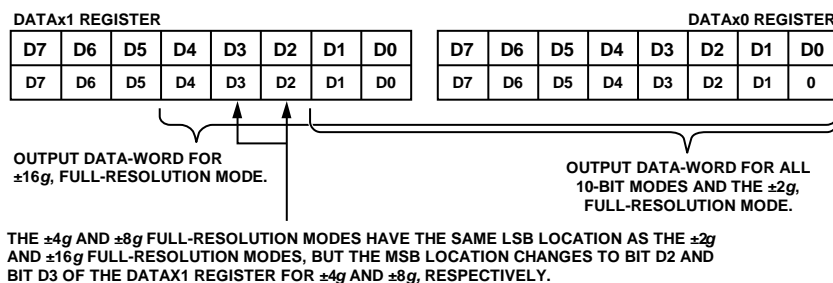 DATAx1 REGISTER DATAx0 REGISTER
D7 D6 D5 D4 D3 D2 D1 D0 D7 D6 D5 D4 D3 D2 D1 D0
D7 D6 D5 D4 D3 D2 D1 D0 D7 D6 D5 D4 D3 D2 D1 0
OUTPUT DATA-WORD FOR
±16g, FULL-RESOLUTION MODE.
OUTPUT DATA-WORD FOR ALL
10-BIT MODES AND THE ±2g,
FULL-RESOLUTION MODE.
THE ±4g AND ±8g FULL-RESOLUTION MODES HAVE THE SAME LSB LOCATION AS THE ±2g
AND ±16g FULL-RESOLUTION MODES, BUT THE MSB LOCATION CHANGES TO BIT D2 AND
BIT D3 OF THE DATAX1 REGISTER FOR ±4g AND ±8g, RESPECTIVELY.